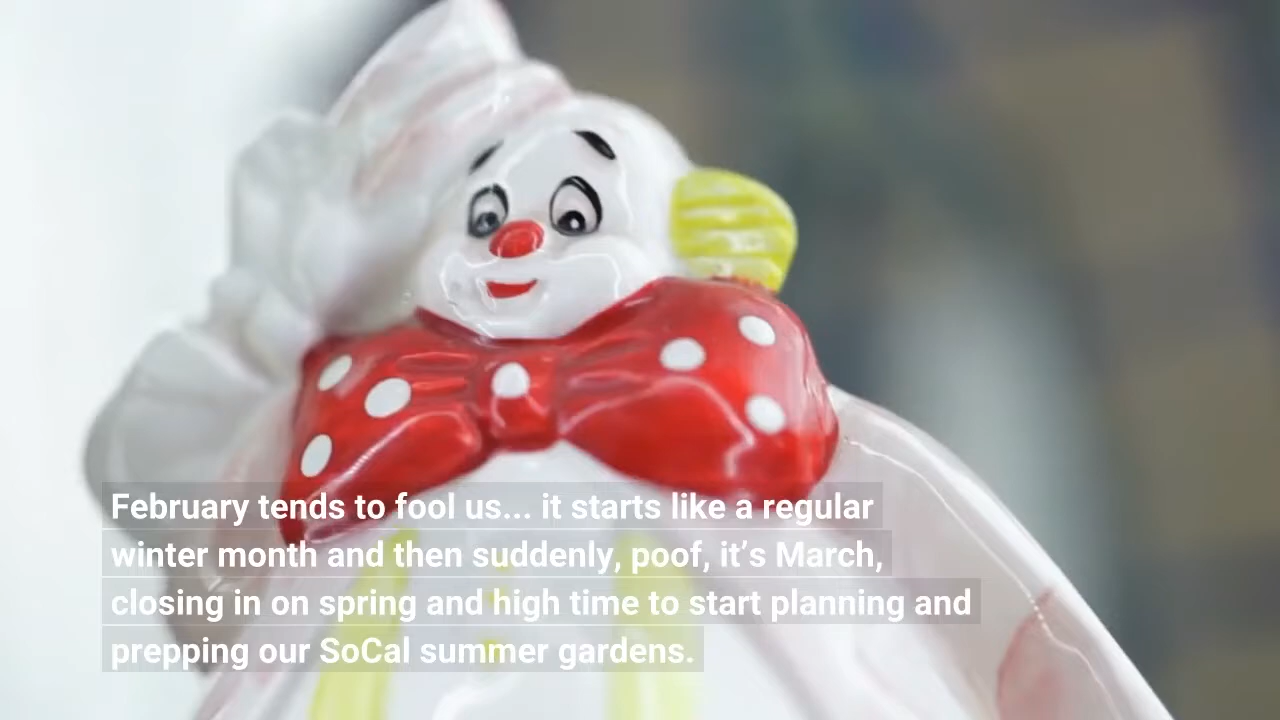 February tends to fool us... it starts like a regular
winter month and then suddenly, poof, it’s March,
closing in on spring and high time to start planning and
prepping our SoCal summer gardens.